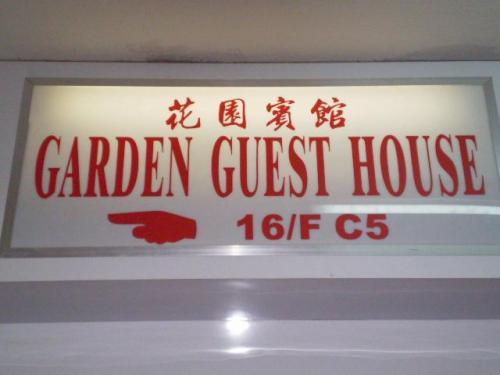 花園賓館
GARDEN GUEST HOUSE
16/F C5